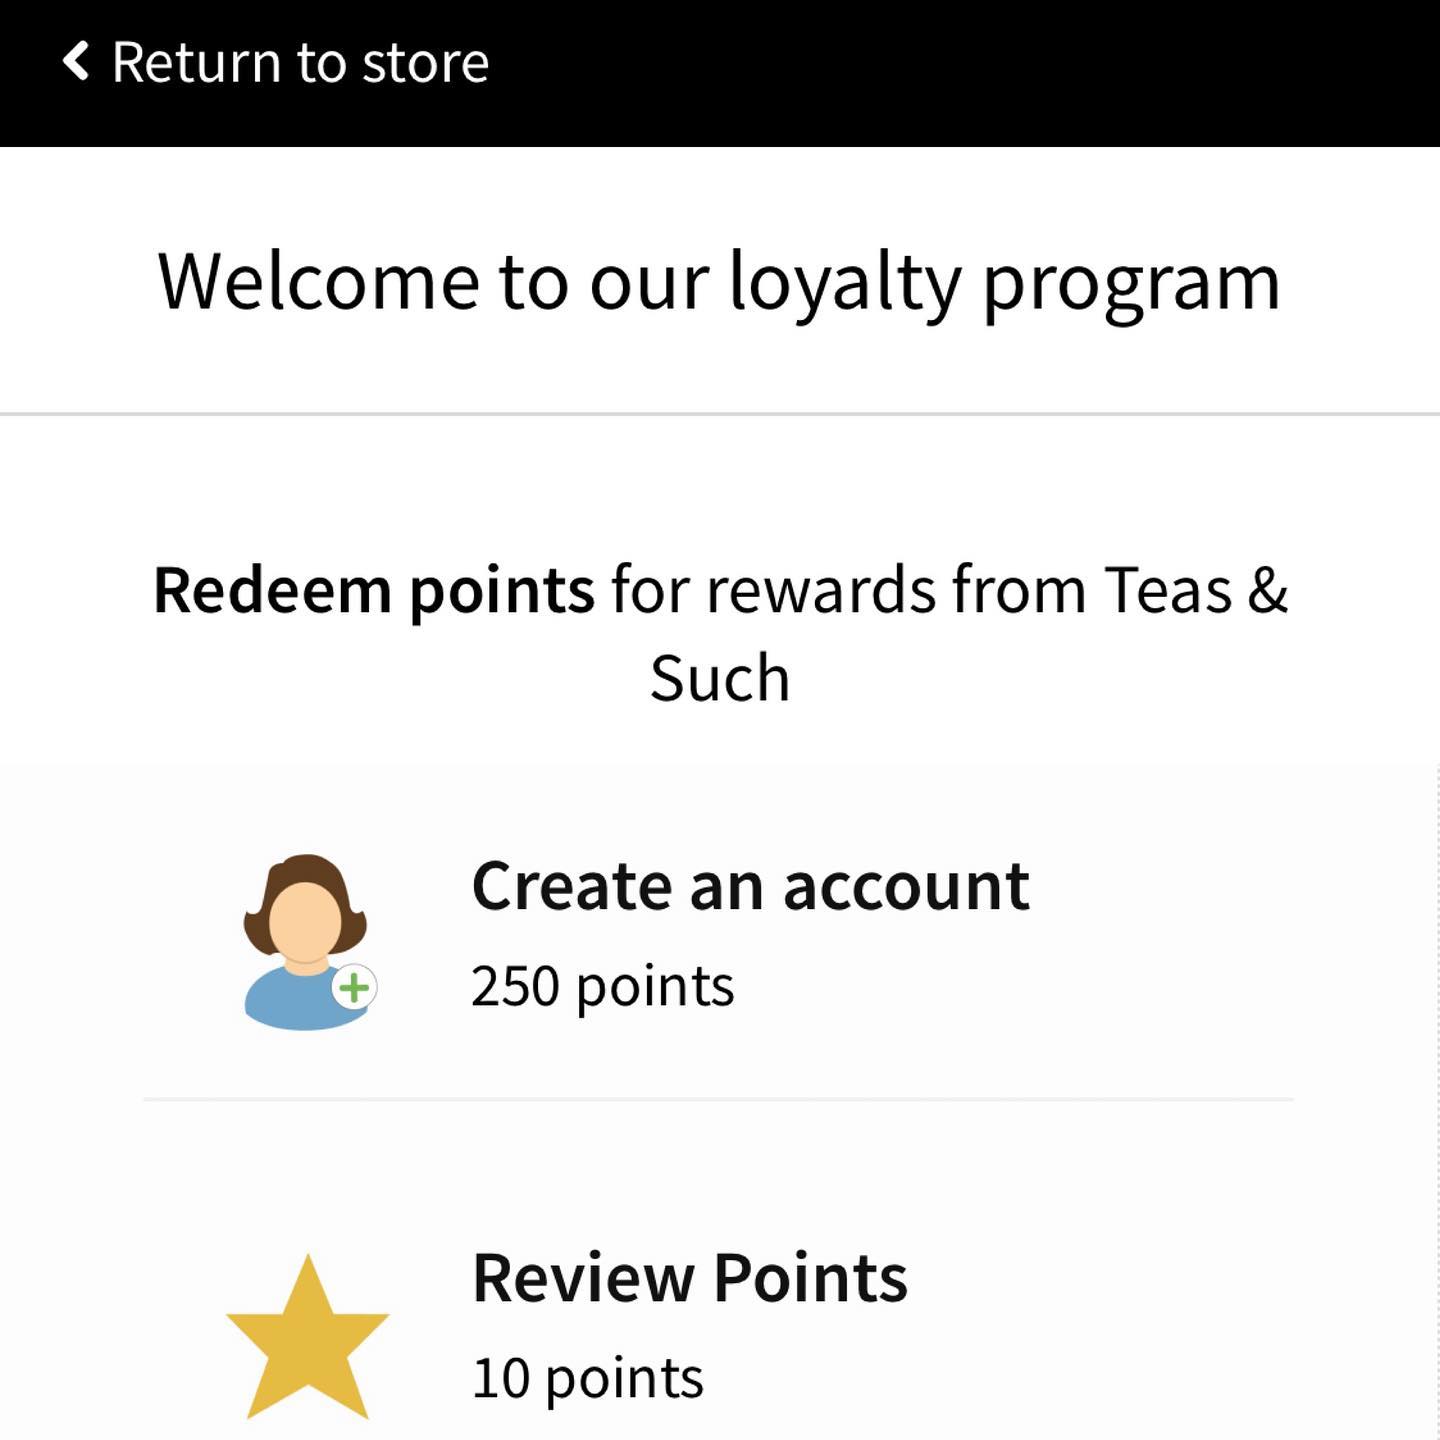 Return to store
Welcome to our loyalty program
Redeem points for rewards from Teas &
Such
Create an account
250 points
Review Points
10 points